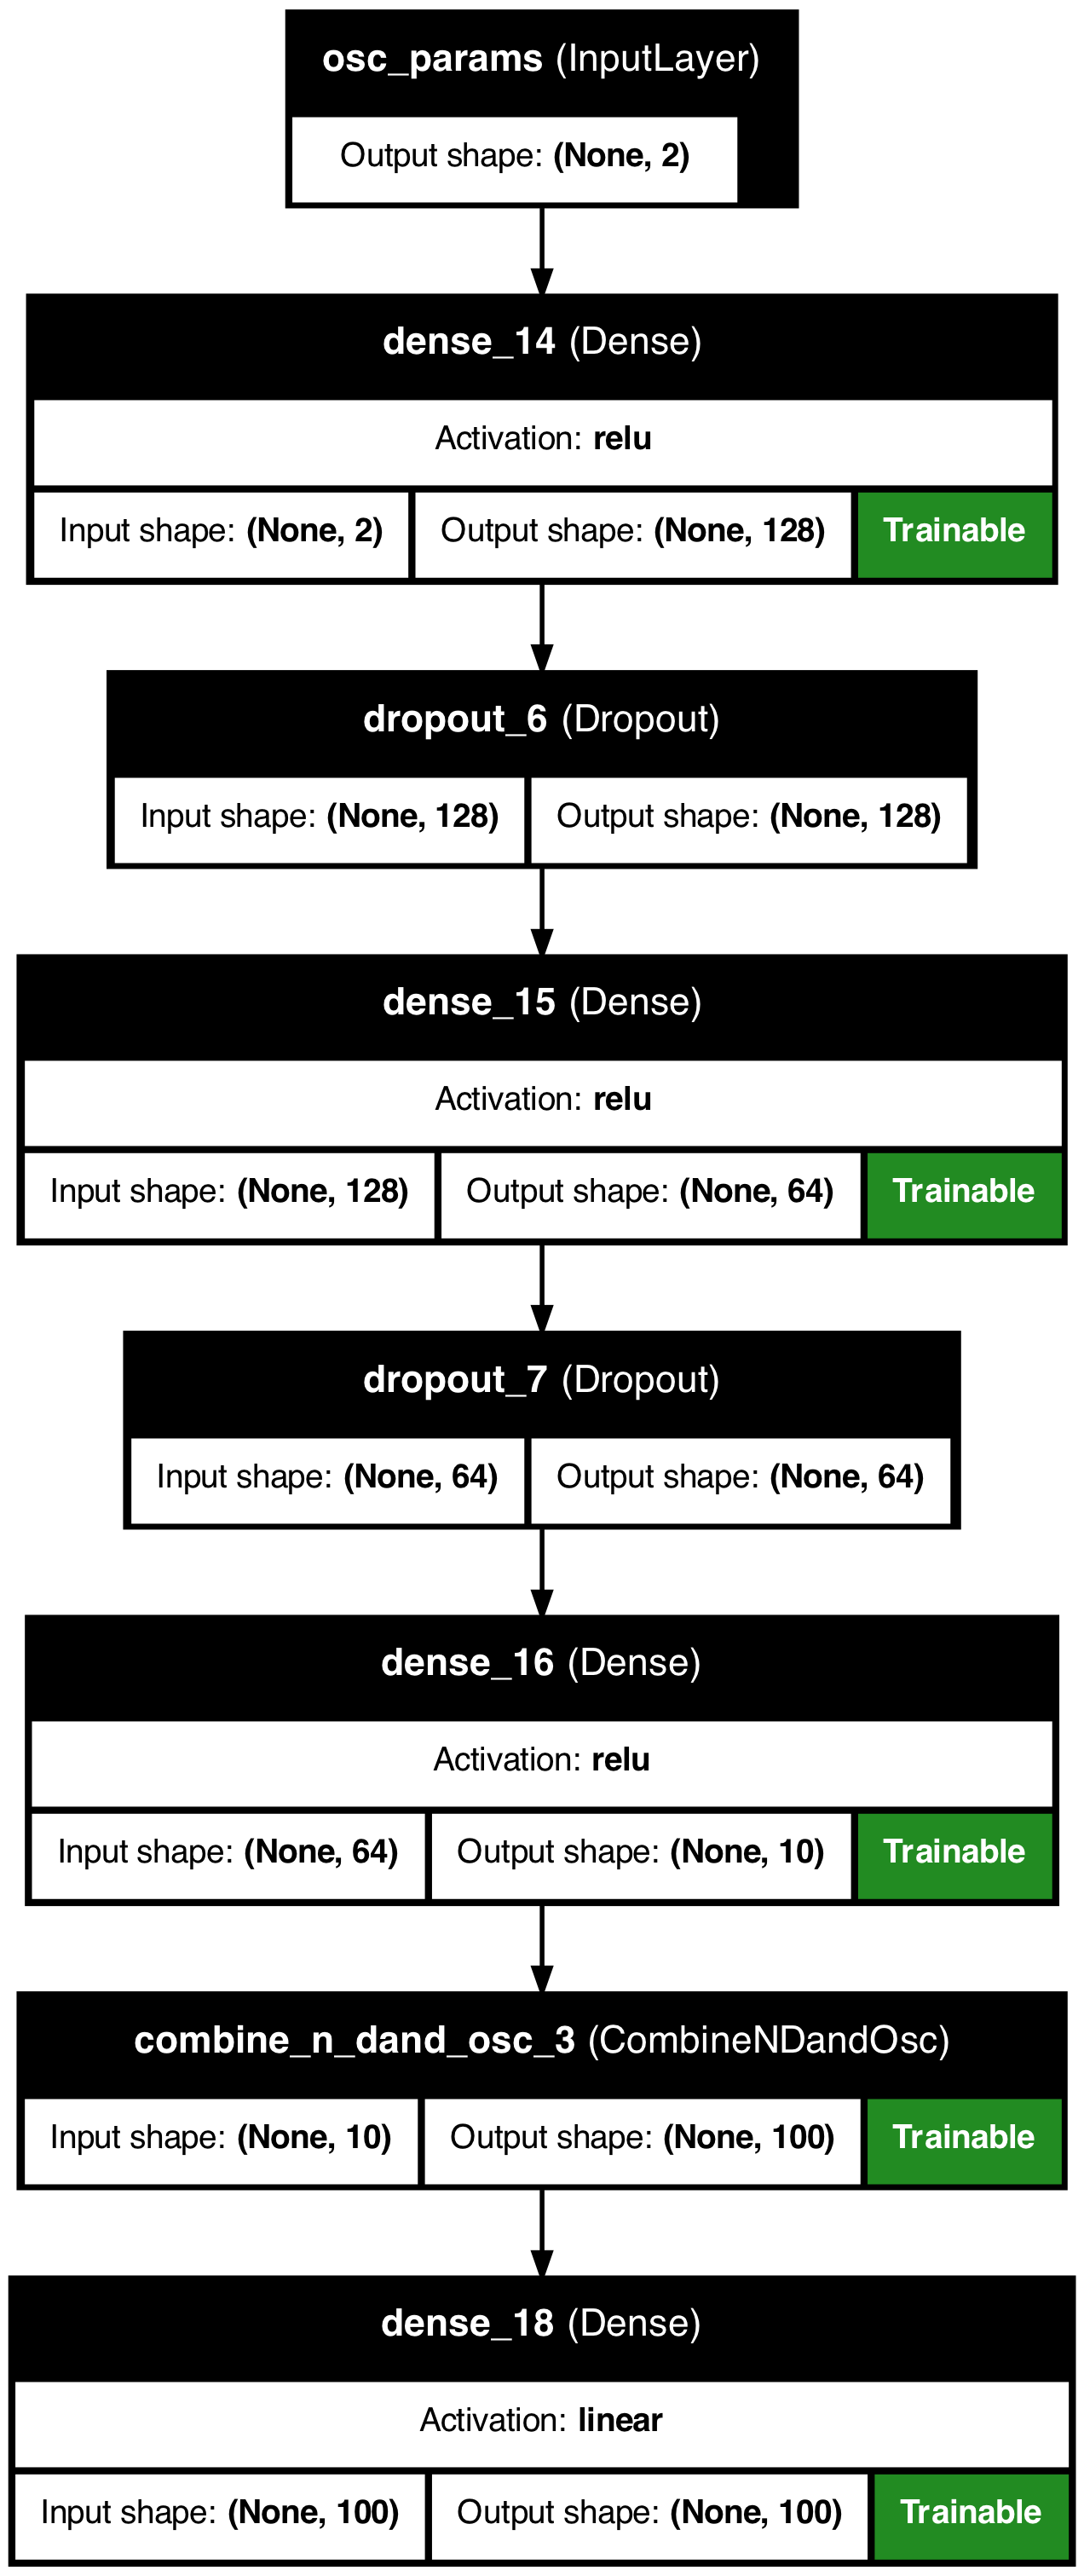 osc_params (InputLayer)
Output shape: (None, 2)
dense_14 (Dense)
Activation: relu
Input shape: (None, 2) Output shape: (None, 128) Trainable
dropout_6 (Dropout)
Input shape: (None, 128) Output shape: (None, 128)
dense_15 (Dense)
Activation: relu
Input shape: (None, 128) Output shape: (None, 64) Trainable
dropout_7 (Dropout)
Input shape: (None, 64) Output shape: (None, 64)
dense_16 (Dense)
Activation: relu
Input shape: (None, 64) Output shape: (None, 10) Trainable
combine_n_dand_osc_3 (CombineNDandOsc)
Input shape: (None, 10) Output shape: (None, 100) Trainable
dense_18 (Dense)
Activation: linear
Input shape: (None, 100) Output shape: (None, 100) Trainable